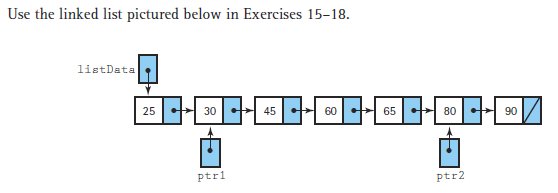 Use the linked list pictured below in Exercises 15–18.
listData
25 30 45 60 65 80 90
ptr1 ptr2